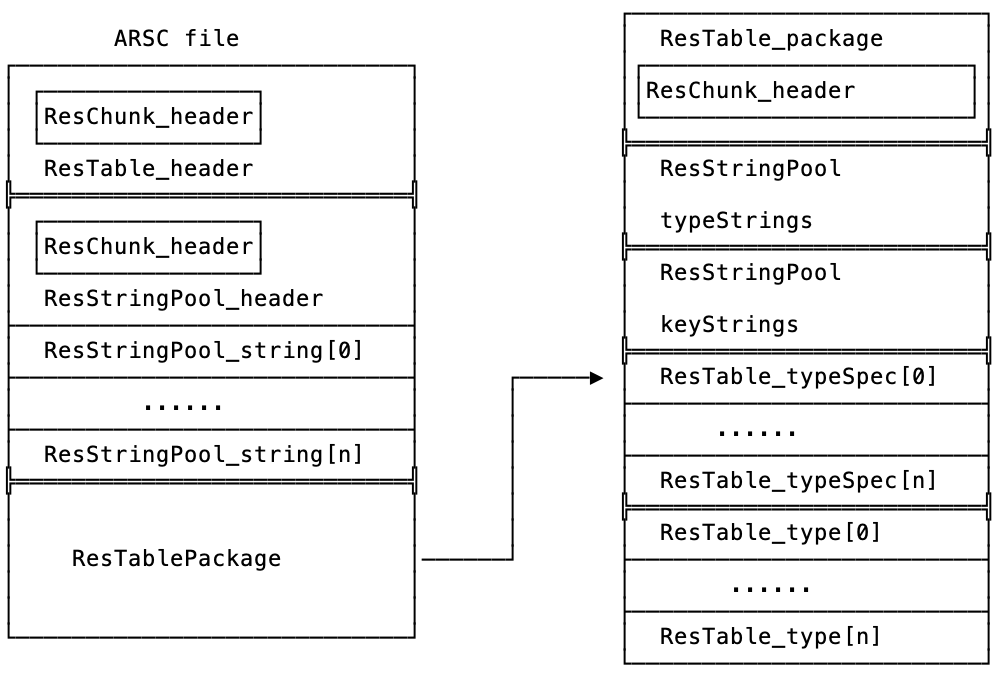 ARSC file
ResChunk_header
ResTable_header
ResChunk_header
ResStringPool_header
ResStringPool_string[0]
......
ResStringPool_string[n]
ResTablePackage
ResTable_package
ResChunk_header
ResStringPool
typeStrings
ResStringPool
keyStrings
ResTable_typeSpec[0]
......
ResTable_typeSpec[n]
ResTable_type[0]
......
ResTable_type[n]